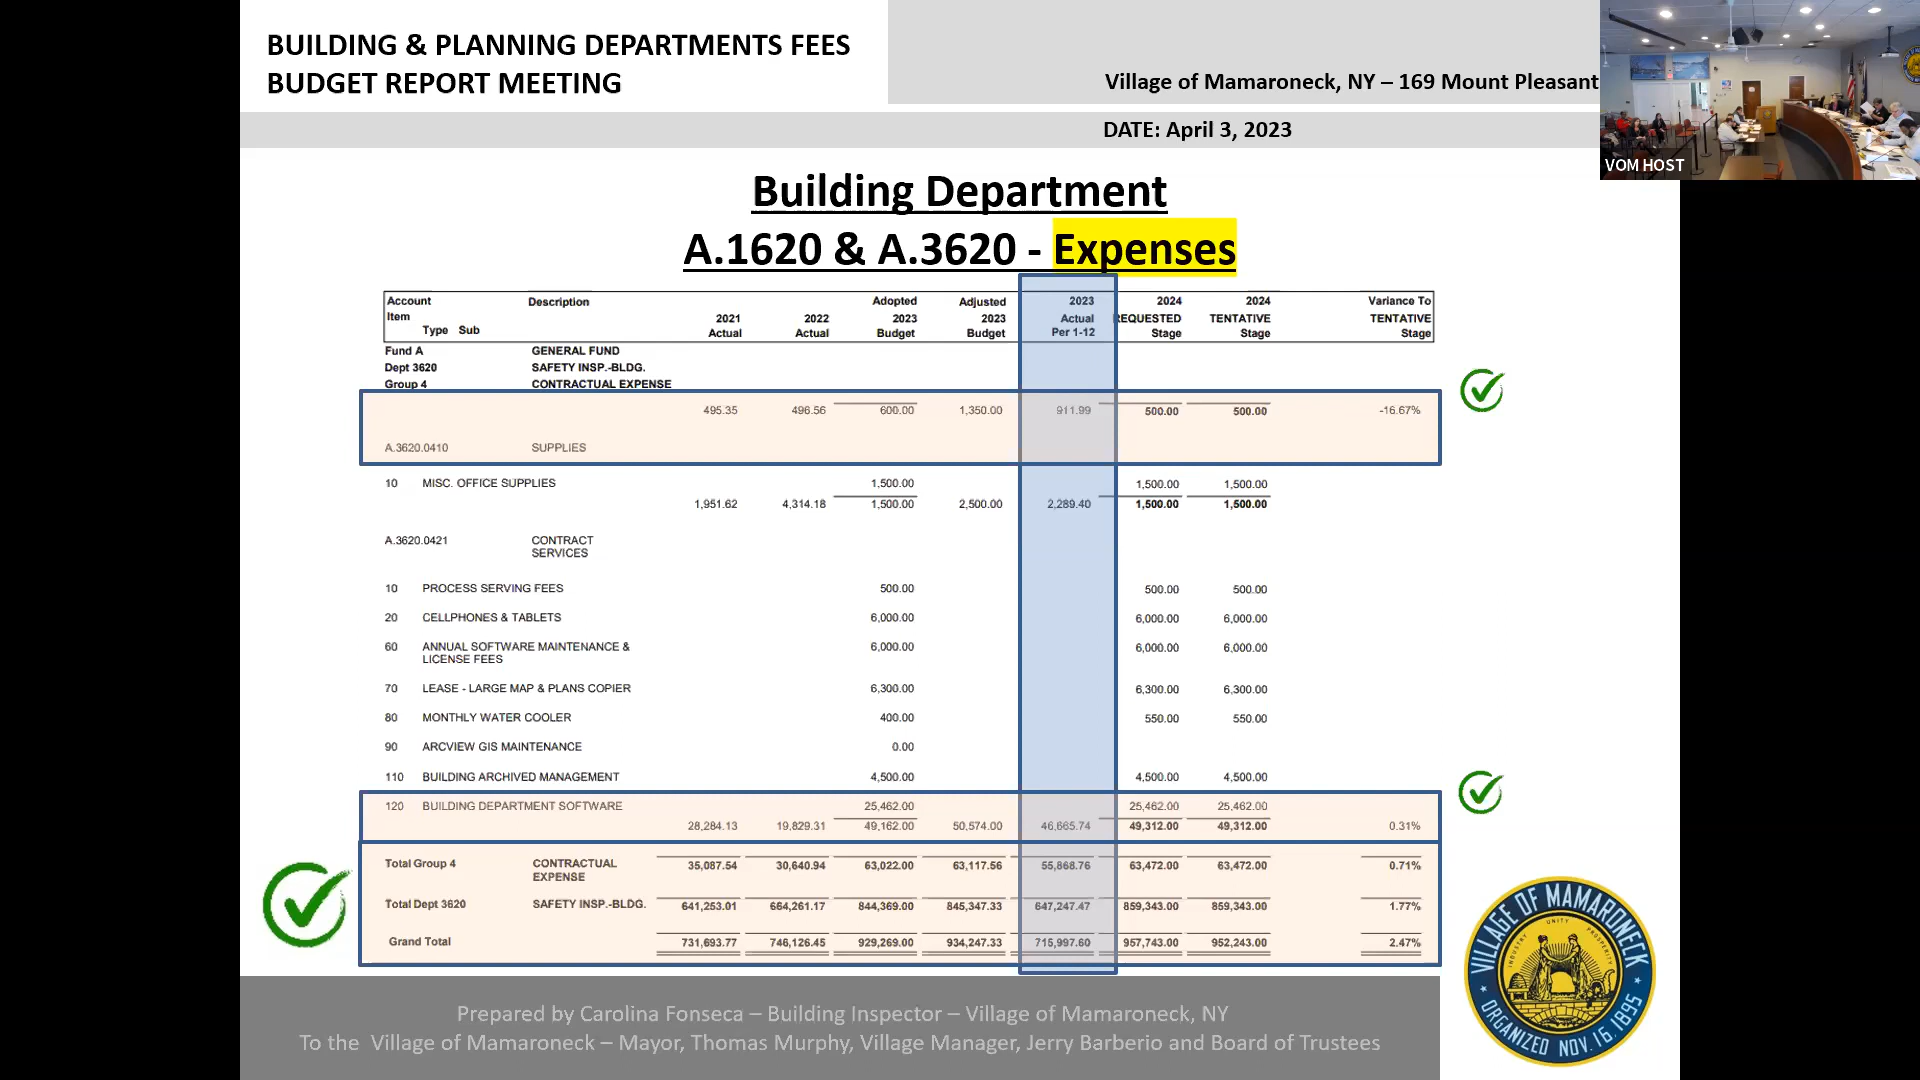 BUILDING & PLANNING DEPARTMENTS FEES
BUDGET REPORT MEETING
Village of Mamaroneck, NY – 169 Mount Pleasant
DATE: April 3, 2023
VOM HOST
Building Department
A.1620 & A.3620 - Expenses
Account Description Adopted Adjusted 2023 2024 2024 Variance To
Item 2021 2022 2023 2023 Actual REQUESTED TENTATIVE TENTATIVE
Type Sub Actual Actual Budget Budget Per 1-12 Stage Stage Stage
Fund A GENERAL FUND
Dept 3620 SAFETY INSP.-BLDG.
Group 4 CONTRACTUAL EXPENSE
495.35 496.56 600.00 1,350.00 911.99 500.00 500.00 -16.67%
A.3620.0410 SUPPLIES
10 MISC. OFFICE SUPPLIES 1,500.00 1,500.00 1,500.00
1,951.62 4,314.18 1,500.00 2,500.00 2,289.40 1,500.00 1,500.00
A.3620.0421 CONTRACT
SERVICES
10 PROCESS SERVING FEES 500.00 500.00 500.00
20 CELLPHONES & TABLETS 6,000.00 6,000.00 6,000.00
60 ANNUAL SOFTWARE MAINTENANCE & 6,000.00 6,000.00 6,000.00
LICENSE FEES
70 LEASE - LARGE MAP & PLANS COPIER 6,300.00 6,300.00 6,300.00
80 MONTHLY WATER COOLER 400.00 550.00 550.00
90 ARCVIEW GIS MAINTENANCE 0.00
110 BUILDING ARCHIVED MANAGEMENT 4,500.00 4,500.00 4,500.00
120 BUILDING DEPARTMENT SOFTWARE 25,462.00 25,462.00 25,462.00
28,284.13 19,829.31 49,162.00 50,574.00 46,665.74 49,312.00 49,312.00 0.31%
Total Group 4 CONTRACTUAL 35,087.54 30,640.94 63,022.00 63,117.56 55,868.76 63,472.00 63,472.00 0.71%
EXPENSE
Total Dept 3620 SAFETY INSP.-BLDG. 641,253.01 664,261.17 844,369.00 845,347.33 647,247.47 859,343.00 859,343.00 1.77%
Grand Total 731,693.77 746,126.45 929,269.00 934,247.33 715,997.60 957,743.00 952,243.00 2.47%
Prepared by Carolina Fonseca – Building Inspector – Village of Mamaroneck, NY
To the Village of Mamaroneck – Mayor, Thomas Murphy, Village Manager, Jerry Barberio and Board of Trustees
VILLAGE OF MAMARONECK
UNITY
INDUSTRY
PROSPERITY
ORGANIZED NOV. 16, 1895